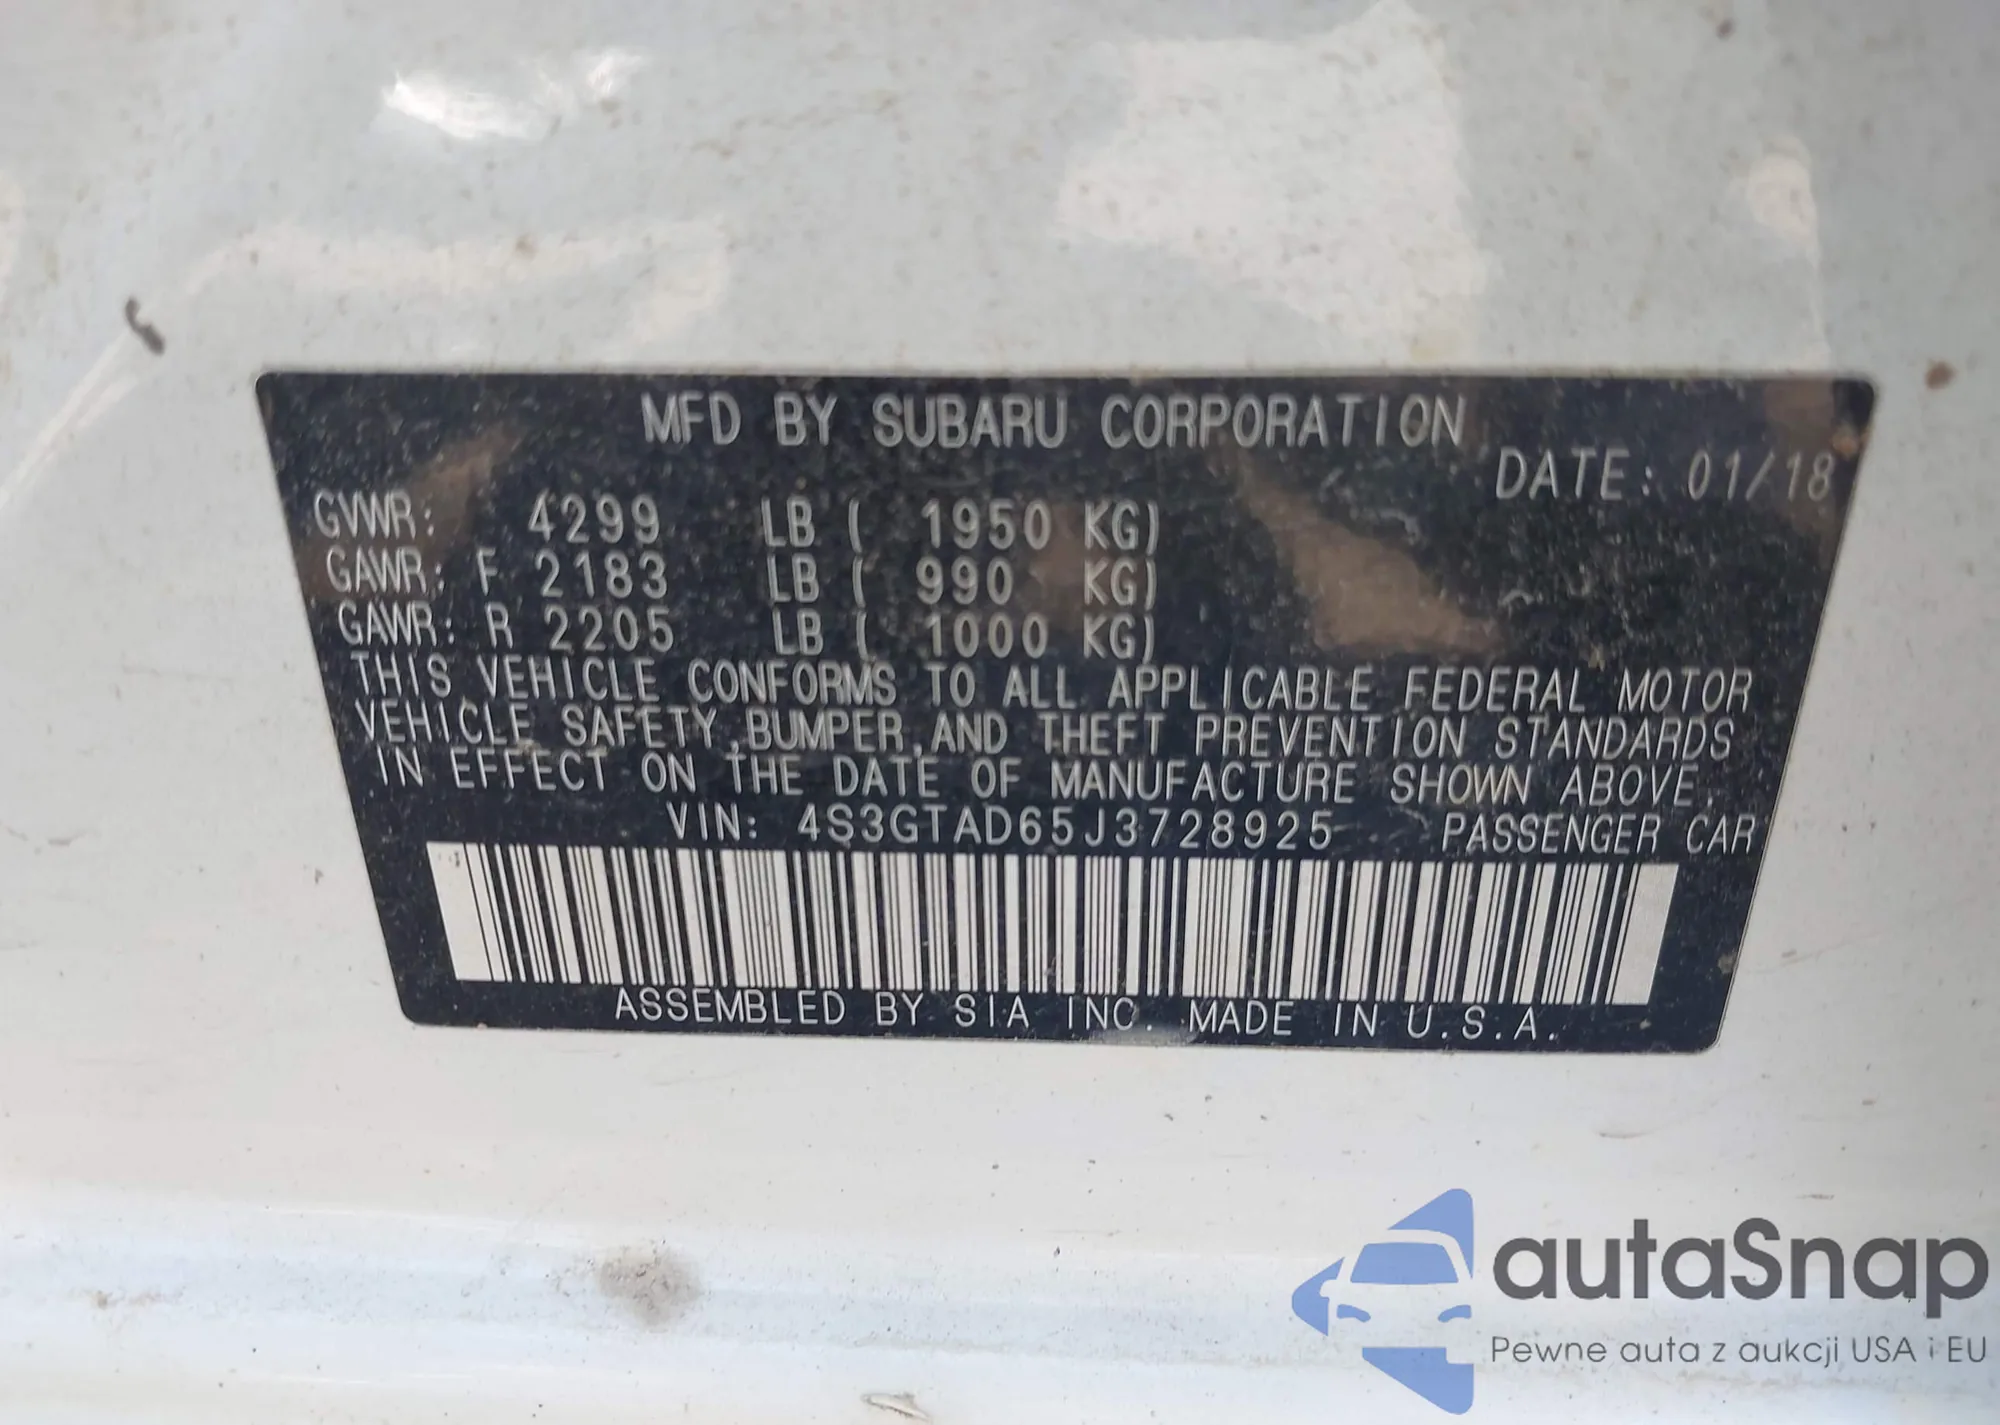 MFD BY SUBARU CORPORATION
DATE: 01/18
GVWR: 4299 LB ( 1950 KG)
GAWR: F 2183 LB ( 990 KG)
GAWR: R 2205 LB ( 1000 KG)
THIS VEHICLE CONFORMS TO ALL APPLICABLE FEDERAL MOTOR
VEHICLE SAFETY,BUMPER,AND THEFT PREVENTION STANDARDS
IN EFFECT ON THE DATE OF MANUFACTURE SHOWN ABOVE.
VIN: 4S3GTAD65J3728925 PASSENGER CAR
ASSEMBLED BY SIA INC. MADE IN U.S.A.
autaSnap
Pewne auta z aukcji USA i EU